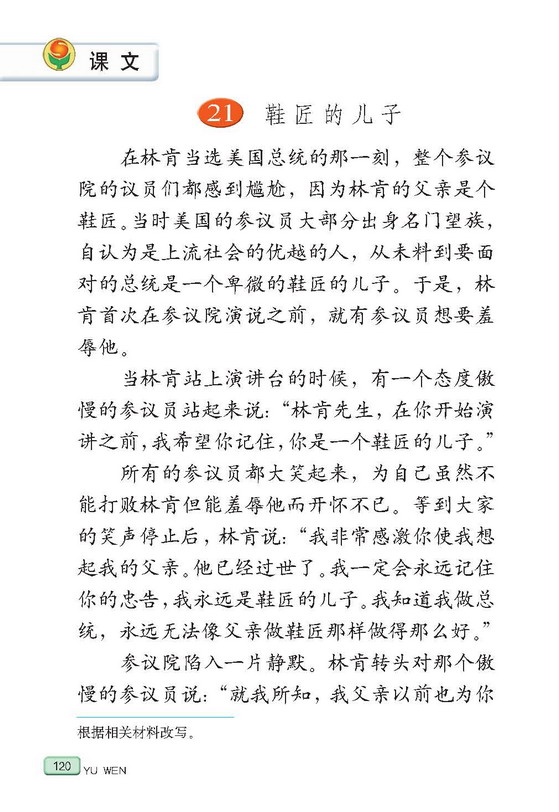 课文
21 鞋匠的儿子
在林肯当选美国总统的那一刻，整个参议
院的议员们都感到尴尬，因为林肯的父亲是个
鞋匠。当时美国的参议员大部分出身名门望族，
自认为是上流社会的优越的人，从未料到要面
对的总统是一个卑微的鞋匠的儿子。于是，林
肯首次在参议院演说之前，就有参议员想要羞
辱他。
当林肯站上演讲台的时候，有一个态度傲
慢的参议员站起来说：“林肯先生，在你开始演
讲之前，我希望你记住，你是一个鞋匠的儿子。”
所有的参议员都大笑起来，为自己虽然不
能打败林肯但能羞辱他而开怀不已。等到大家
的笑声停止后，林肯说：“我非常感激你使我想
起我的父亲。他已经过世了。我一定会永远记住
你的忠告，我永远是鞋匠的儿子。我知道我做总
统，永远无法像父亲做鞋匠那样做得那么好。”
参议院陷入一片静默。林肯转头对那个傲
慢的参议员说：“就我所知，我父亲以前也为你
根据相关材料改写。
120 YU WEN